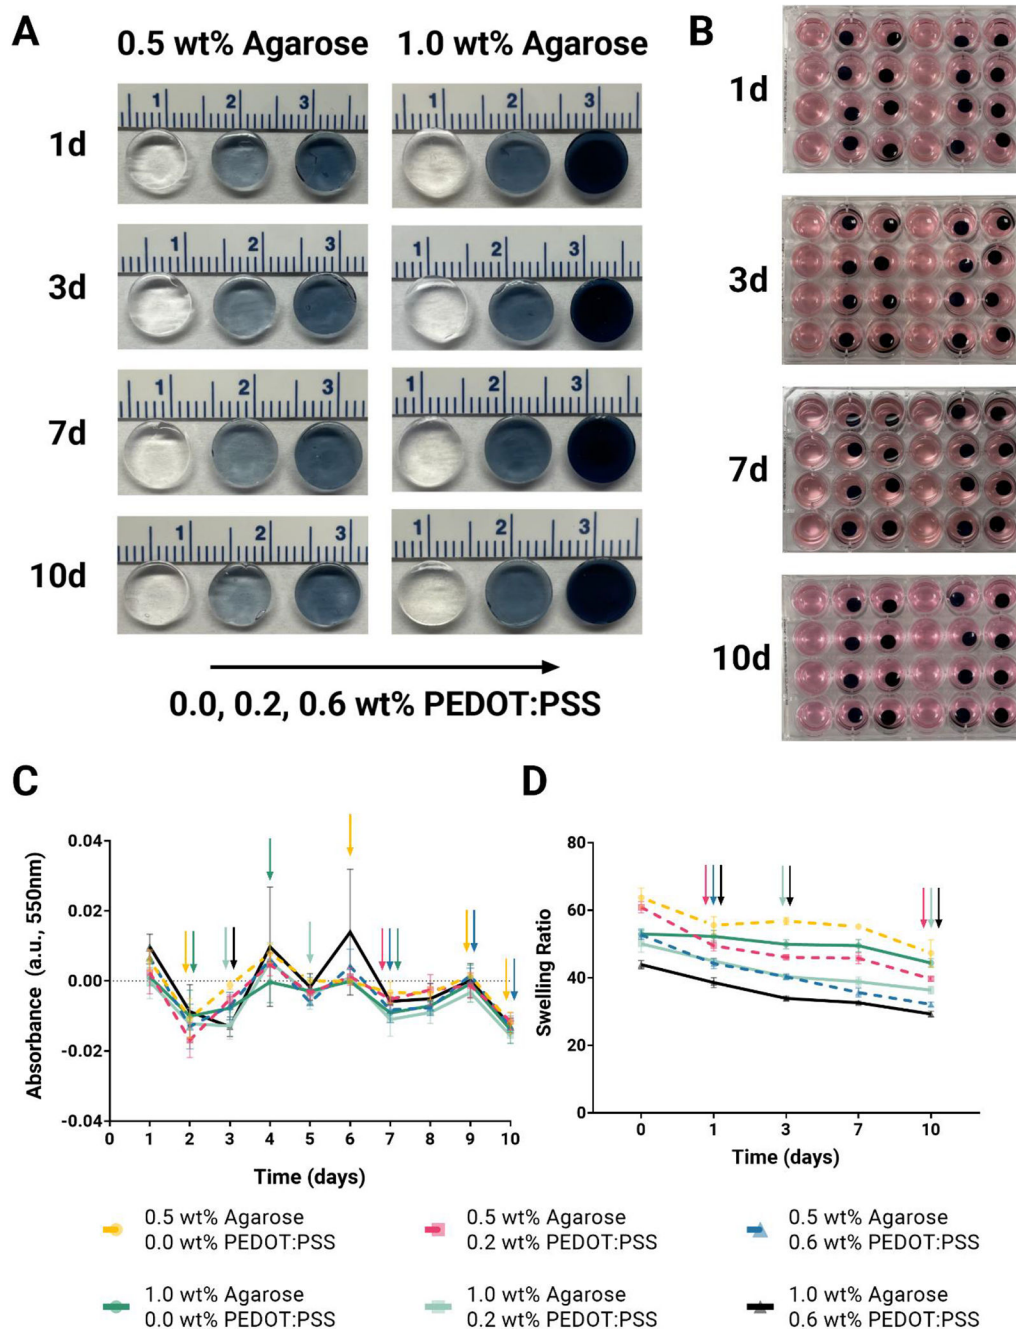 A
0.5 wt% Agarose
1.0 wt% Agarose
B
1d
1 2 3
1 2 3
1d
3d
1 2 3
1 2 3
3d
7d
1 2 3
1 2 3
7d
10d
1 2 3
1 2 3
10d
0.0, 0.2, 0.6 wt% PEDOT:PSS
C
Absorbance (a.u., 550nm)
0.04
0.02
0.00
-0.02
-0.04
0 1 2 3 4 5 6 7 8 9 10
Time (days)
D
Swelling Ratio
80
60
40
20
0
0 1 3 7 10
Time (days)
0.5 wt% Agarose
0.0 wt% PEDOT:PSS
0.5 wt% Agarose
0.2 wt% PEDOT:PSS
0.5 wt% Agarose
0.6 wt% PEDOT:PSS
1.0 wt% Agarose
0.0 wt% PEDOT:PSS
1.0 wt% Agarose
0.2 wt% PEDOT:PSS
1.0 wt% Agarose
0.6 wt% PEDOT:PSS